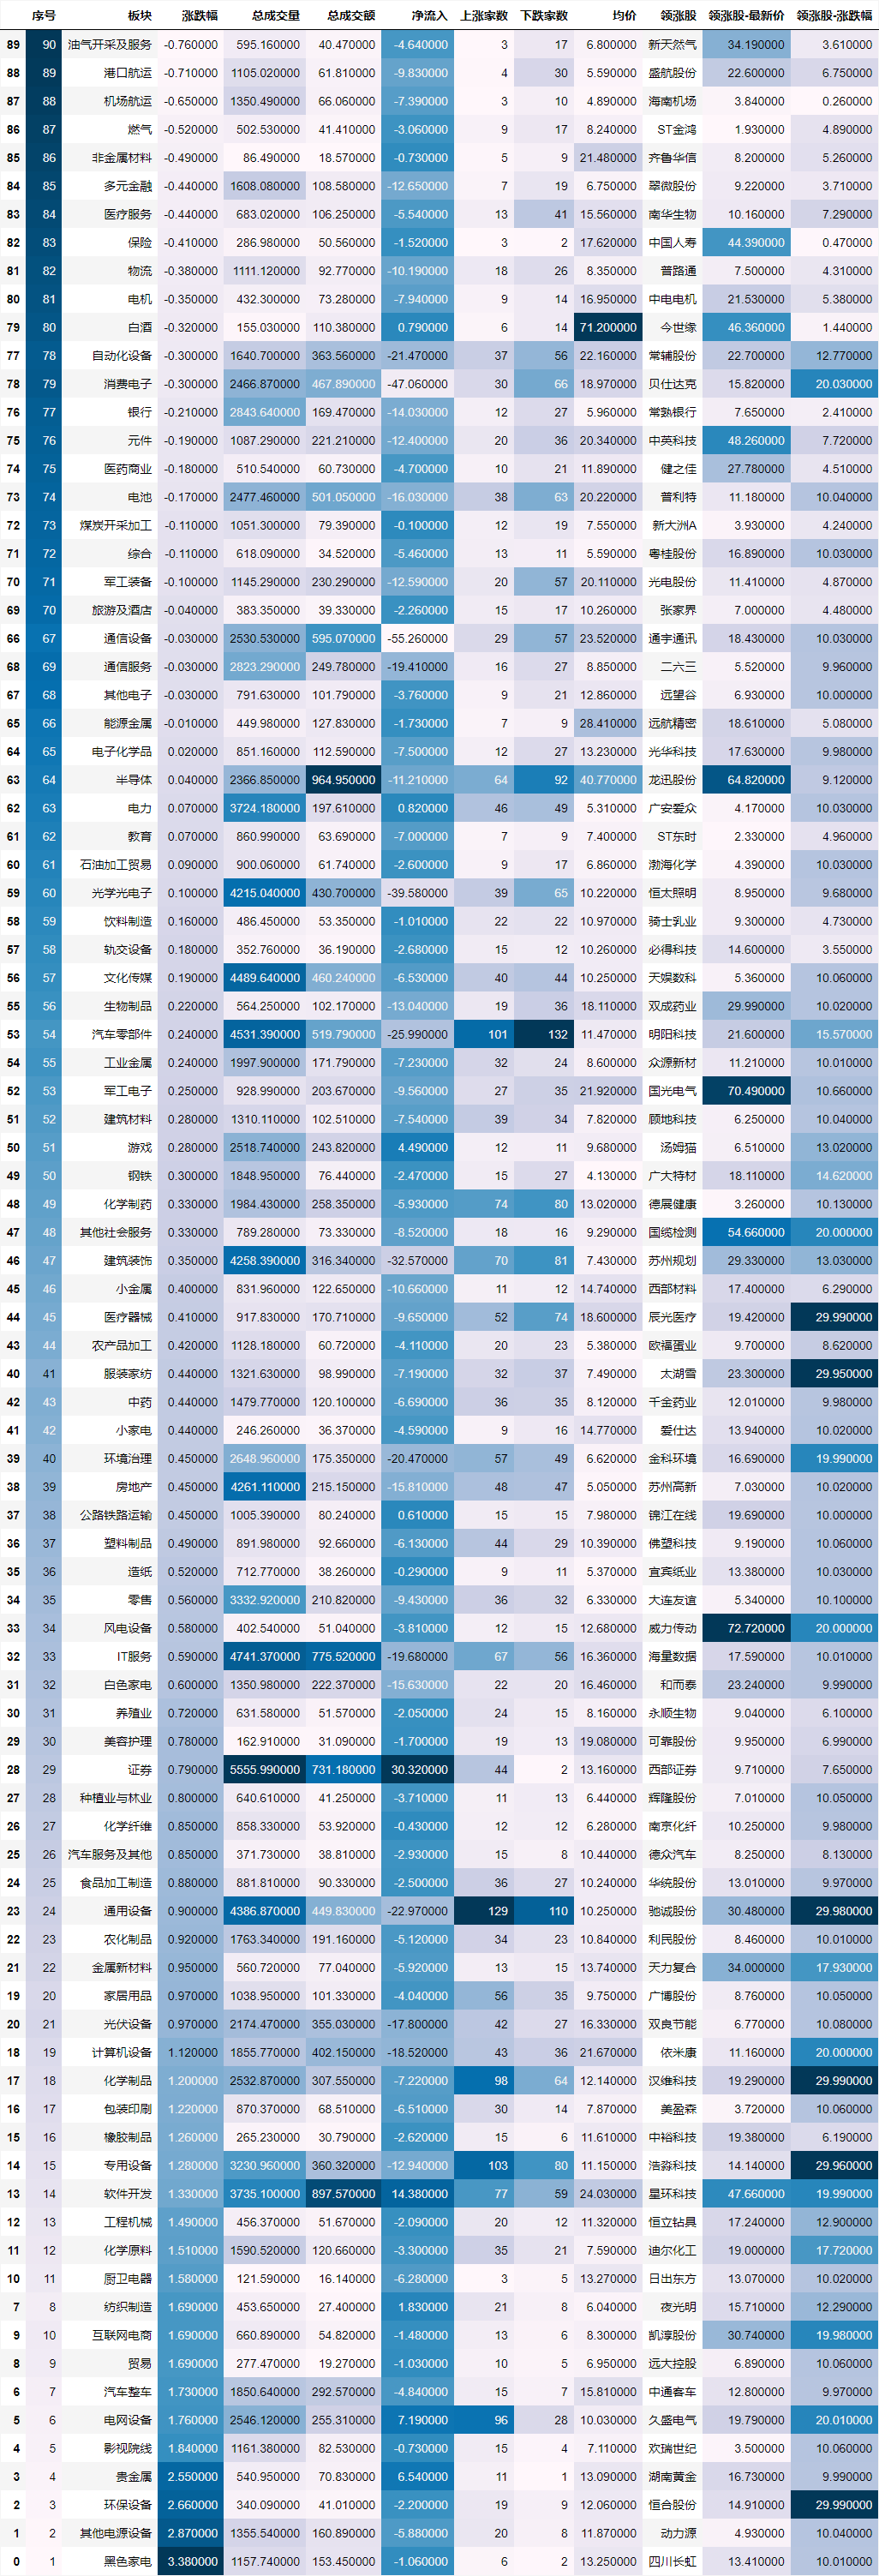 序号 板块 涨跌幅 总成交量 总成交额 净流入 上涨家数 下跌家数 均价 领涨股 领涨股-最新价 领涨股-涨跌幅
89 90 油气开采及服务 -0.760000 595.160000 40.470000 -4.640000 3 17 6.800000 新天然气 34.190000 3.610000
88 89 港口航运 -0.710000 1105.020000 61.810000 -9.830000 4 30 5.590000 盛航股份 22.600000 6.750000
87 88 机场航运 -0.650000 1350.490000 66.060000 -7.390000 3 10 4.890000 海南机场 3.840000 0.260000
86 87 燃气 -0.520000 502.530000 41.410000 -3.060000 9 17 8.240000 ST金鸿 1.930000 4.890000
85 86 非金属材料 -0.490000 86.490000 18.570000 -0.730000 5 9 21.480000 齐鲁华信 8.200000 5.260000
84 85 多元金融 -0.440000 1608.080000 108.580000 -12.650000 7 19 6.750000 翠微股份 9.220000 3.710000
83 84 医疗服务 -0.440000 683.020000 106.250000 -5.540000 13 41 15.560000 南华生物 10.160000 7.290000
82 83 保险 -0.410000 286.980000 50.560000 -1.520000 3 2 17.620000 中国人寿 44.390000 0.470000
81 82 物流 -0.380000 1111.120000 92.770000 -10.190000 18 26 8.350000 普路通 7.500000 4.310000
80 81 电机 -0.350000 432.300000 73.280000 -7.940000 9 14 16.950000 中电电机 21.530000 5.380000
79 80 白酒 -0.320000 155.030000 110.380000 0.790000 6 14 71.200000 今世缘 46.360000 1.440000
77 78 自动化设备 -0.300000 1640.700000 363.560000 -21.470000 37 56 22.160000 常辅股份 22.700000 12.770000
78 79 消费电子 -0.300000 2466.870000 467.890000 -47.060000 30 66 18.970000 贝仕达克 15.820000 20.030000
76 77 银行 -0.210000 2843.640000 169.470000 -14.030000 12 27 5.960000 常熟银行 7.650000 2.410000
75 76 元件 -0.190000 1087.290000 221.210000 -12.400000 20 36 20.340000 中英科技 48.260000 7.720000
74 75 医药商业 -0.180000 510.540000 60.730000 -4.700000 10 21 11.890000 健之佳 27.780000 4.510000
73 74 电池 -0.170000 2477.460000 501.050000 -16.030000 38 63 20.220000 普利特 11.180000 10.040000
72 73 煤炭开采加工 -0.110000 1051.300000 79.390000 -0.100000 12 19 7.550000 新大洲A 3.930000 4.240000
71 72 综合 -0.110000 618.090000 34.520000 -5.460000 13 11 5.590000 粤桂股份 16.890000 10.030000
70 71 军工装备 -0.100000 1145.290000 230.290000 -12.590000 20 57 20.110000 光电股份 11.410000 4.870000
69 70 旅游及酒店 -0.040000 383.350000 39.330000 -2.260000 15 17 10.260000 张家界 7.000000 4.480000
66 67 通信设备 -0.030000 2530.530000 595.070000 -55.260000 29 57 23.520000 通宇通讯 18.430000 10.030000
68 69 通信服务 -0.030000 2823.290000 249.780000 -19.410000 16 27 8.850000 二六三 5.520000 9.960000
67 68 其他电子 -0.030000 791.630000 101.790000 -3.760000 9 21 12.860000 远望谷 6.930000 10.000000
65 66 能源金属 -0.010000 449.980000 127.830000 -1.730000 7 9 28.410000 远航精密 18.610000 5.080000
64 65 电子化学品 0.020000 851.160000 112.590000 -7.500000 12 27 13.230000 光华科技 17.630000 9.980000
63 64 半导体 0.040000 2366.850000 964.950000 -11.210000 64 92 40.770000 龙迅股份 64.820000 9.120000
62 63 电力 0.070000 3724.180000 197.610000 0.820000 46 49 5.310000 广安爱众 4.170000 10.030000
61 62 教育 0.070000 860.990000 63.690000 -7.000000 7 9 7.400000 ST东时 2.330000 4.960000
60 61 石油加工贸易 0.090000 900.060000 61.740000 -2.600000 9 17 6.860000 渤海化学 4.390000 10.030000
59 60 光学光电子 0.100000 4215.040000 430.700000 -39.580000 39 65 10.220000 恒太照明 8.950000 9.680000
58 59 饮料制造 0.160000 486.450000 53.350000 -1.010000 22 22 10.970000 骑士乳业 9.300000 4.730000
57 58 轨交设备 0.180000 352.760000 36.190000 -2.680000 15 12 10.260000 必得科技 14.600000 3.550000
56 57 文化传媒 0.190000 4489.640000 460.240000 -6.530000 40 44 10.250000 天娱数科 5.360000 10.060000
55 56 生物制品 0.220000 564.250000 102.170000 -13.040000 19 36 18.110000 双成药业 29.990000 10.020000
53 54 汽车零部件 0.240000 4531.390000 519.790000 -25.990000 101 132 11.470000 明阳科技 21.600000 15.570000
54 55 工业金属 0.240000 1997.900000 171.790000 -7.230000 32 24 8.600000 众源新材 11.210000 10.010000
52 53 军工电子 0.250000 928.990000 203.670000 -9.560000 27 35 21.920000 国光电气 70.490000 10.660000
51 52 建筑材料 0.280000 1310.110000 102.510000 -7.540000 39 34 7.820000 顾地科技 6.250000 10.040000
50 51 游戏 0.280000 2518.740000 243.820000 4.490000 12 11 9.680000 汤姆猫 6.510000 13.020000
49 50 钢铁 0.300000 1848.950000 76.440000 -2.470000 15 27 4.130000 广大特材 18.110000 14.620000
48 49 化学制药 0.330000 1984.430000 258.350000 -5.930000 74 80 13.020000 德展健康 3.260000 10.130000
47 48 其他社会服务 0.330000 789.280000 73.330000 -8.520000 18 16 9.290000 国缆检测 54.660000 20.000000
46 47 建筑装饰 0.350000 4258.390000 316.340000 -32.570000 70 81 7.430000 苏州规划 29.330000 13.030000
45 46 小金属 0.400000 831.960000 122.650000 -10.660000 11 12 14.740000 西部材料 17.400000 6.290000
44 45 医疗器械 0.410000 917.830000 170.710000 -9.650000 52 74 18.600000 辰光医疗 19.420000 29.990000
43 44 农产品加工 0.420000 1128.180000 60.720000 -4.110000 20 23 5.380000 欧福蛋业 9.700000 8.620000
40 41 服装家纺 0.440000 1321.630000 98.990000 -7.190000 32 37 7.490000 太湖雪 23.300000 29.950000
42 43 中药 0.440000 1479.770000 120.100000 -6.690000 36 35 8.120000 千金药业 12.010000 9.980000
41 42 小家电 0.440000 246.260000 36.370000 -4.590000 9 16 14.770000 爱仕达 13.940000 10.020000
39 40 环境治理 0.450000 2648.960000 175.350000 -20.470000 57 49 6.620000 金科环境 16.690000 19.990000
38 39 房地产 0.450000 4261.110000 215.150000 -15.810000 48 47 5.050000 苏州高新 7.030000 10.020000
37 38 公路铁路运输 0.450000 1005.390000 80.240000 0.610000 15 15 7.980000 锦江在线 19.690000 10.000000
36 37 塑料制品 0.490000 891.980000 92.660000 -6.130000 44 29 10.390000 佛塑科技 9.190000 10.060000
35 36 造纸 0.520000 712.770000 38.260000 -0.290000 9 11 5.370000 宜宾纸业 13.380000 10.030000
34 35 零售 0.560000 3332.920000 210.820000 -9.430000 36 32 6.330000 大连友谊 5.340000 10.100000
33 34 风电设备 0.580000 402.540000 51.040000 -3.810000 12 15 12.680000 威力传动 72.720000 20.000000
32 33 IT服务 0.590000 4741.370000 775.520000 -19.680000 67 56 16.360000 海量数据 17.590000 10.010000
31 32 白色家电 0.600000 1350.980000 222.370000 -15.630000 22 20 16.460000 和而泰 23.240000 9.990000
30 31 养殖业 0.720000 631.580000 51.570000 -2.050000 24 15 8.160000 永顺生物 9.040000 6.100000
29 30 美容护理 0.780000 162.910000 31.090000 -1.700000 19 13 19.080000 可靠股份 9.950000 6.990000
28 29 证券 0.790000 5555.990000 731.180000 30.320000 44 2 13.160000 西部证券 9.710000 7.650000
27 28 种植业与林业 0.800000 640.610000 41.250000 -3.710000 11 13 6.440000 辉隆股份 7.010000 10.050000
26 27 化学纤维 0.850000 858.330000 53.920000 -0.430000 12 12 6.280000 南京化纤 10.250000 9.980000
25 26 汽车服务及其他 0.850000 371.730000 38.810000 -2.930000 15 8 10.440000 德众汽车 8.250000 8.130000
24 25 食品加工制造 0.880000 881.810000 90.330000 -2.500000 36 27 10.240000 华统股份 13.010000 9.970000
23 24 通用设备 0.900000 4386.870000 449.830000 -22.970000 129 110 10.250000 驰诚股份 30.480000 29.980000
22 23 农化制品 0.920000 1763.340000 191.160000 -5.120000 34 23 10.840000 利民股份 8.460000 10.010000
21 22 金属新材料 0.950000 560.720000 77.040000 -5.920000 13 15 13.740000 天力复合 34.000000 17.930000
19 20 家居用品 0.970000 1038.950000 101.330000 -4.040000 56 35 9.750000 广博股份 8.760000 10.050000
20 21 光伏设备 0.970000 2174.470000 355.030000 -17.800000 42 27 16.330000 双良节能 6.770000 10.080000
18 19 计算机设备 1.120000 1855.770000 402.150000 -18.520000 43 36 21.670000 依米康 11.160000 20.000000
17 18 化学制品 1.200000 2532.870000 307.550000 -7.220000 98 64 12.140000 汉维科技 19.290000 29.990000
16 17 包装印刷 1.220000 870.370000 68.510000 -6.510000 30 14 7.870000 美盈森 3.720000 10.060000
15 16 橡胶制品 1.260000 265.230000 30.790000 -2.620000 15 6 11.610000 中裕科技 19.380000 6.190000
14 15 专用设备 1.280000 3230.960000 360.320000 -12.940000 103 80 11.150000 浩淼科技 14.140000 29.960000
13 14 软件开发 1.330000 3735.100000 897.570000 14.380000 77 59 24.030000 星环科技 47.660000 19.990000
12 13 工程机械 1.490000 456.370000 51.670000 -2.090000 20 12 11.320000 恒立钻具 17.240000 12.900000
11 12 化学原料 1.510000 1590.520000 120.660000 -3.300000 35 21 7.590000 迪尔化工 19.000000 17.720000
10 11 厨卫电器 1.580000 121.590000 16.140000 -6.280000 3 5 13.270000 日出东方 13.070000 10.020000
7 8 纺织制造 1.690000 453.650000 27.400000 1.830000 21 8 6.040000 夜光明 15.710000 12.290000
9 10 互联网电商 1.690000 660.890000 54.820000 -1.480000 13 6 8.300000 凯淳股份 30.740000 19.980000
8 9 贸易 1.690000 277.470000 19.270000 -1.030000 10 5 6.950000 远大控股 6.890000 10.060000
6 7 汽车整车 1.730000 1850.640000 292.570000 -4.840000 15 7 15.810000 中通客车 12.800000 9.970000
5 6 电网设备 1.760000 2546.120000 255.310000 7.190000 96 28 10.030000 久盛电气 19.790000 20.010000
4 5 影视院线 1.840000 1161.380000 82.530000 -0.730000 15 4 7.110000 欢瑞世纪 3.500000 10.060000
3 4 贵金属 2.550000 540.950000 70.830000 6.540000 11 1 13.090000 湖南黄金 16.730000 9.990000
2 3 环保设备 2.660000 340.090000 41.010000 -2.200000 19 9 12.060000 恒合股份 14.910000 29.990000
1 2 其他电源设备 2.870000 1355.540000 160.890000 -5.880000 20 8 11.870000 动力源 4.930000 10.040000
0 1 黑色家电 3.380000 1157.740000 153.450000 -1.060000 6 2 13.250000 四川长虹 13.410000 10.010000